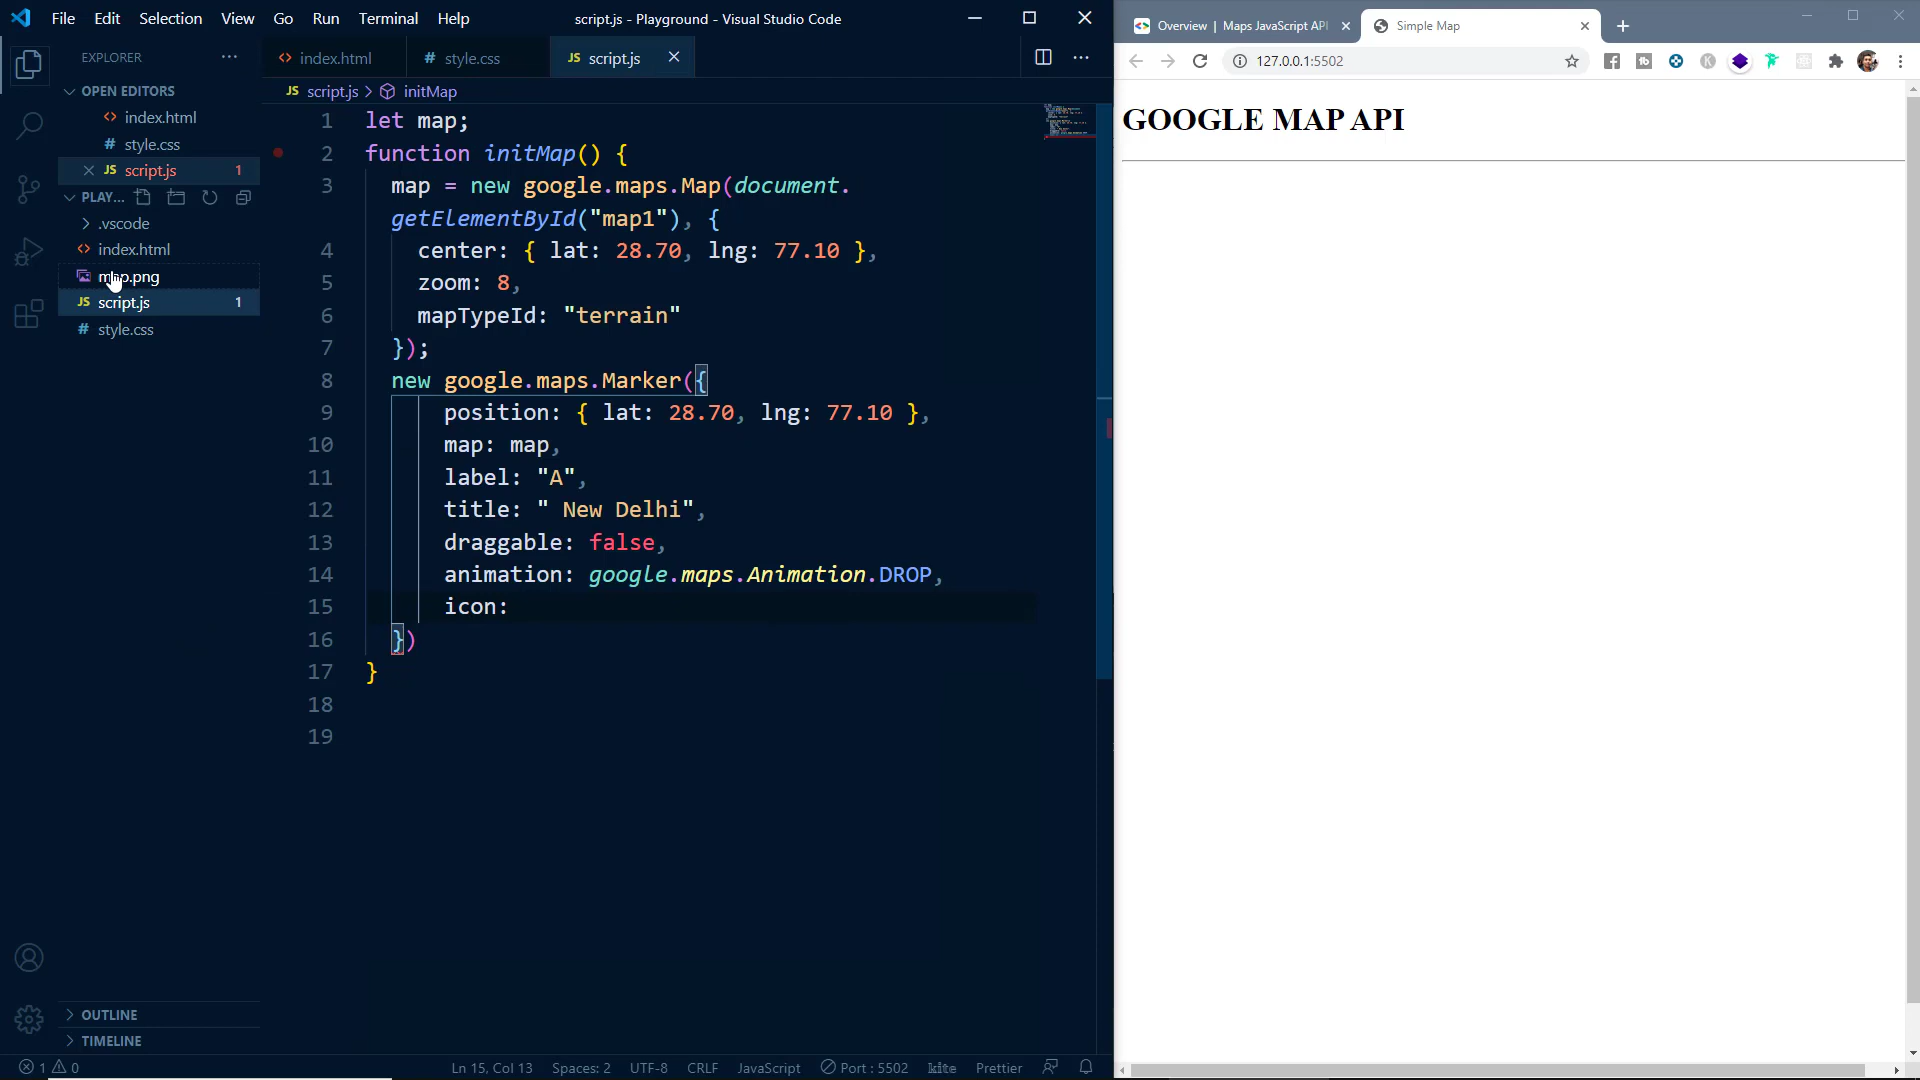 File Edit Selection View Go Run Terminal Help
script.js - Playground - Visual Studio Code
EXPLORER
OPEN EDITORS
<> index.html
# style.css
JS script.js 1
PLAY...
> .vscode
<> index.html
map.png
JS script.js 1
# style.css
OUTLINE
TIMELINE
<> index.html # style.css JS script.js
JS script.js > initMap
1 let map;
2 function initMap() {
3 map = new google.maps.Map(document.
getElementById("map1"), {
4 center: { lat: 28.70, lng: 77.10 },
5 zoom: 8,
6 mapTypeId: "terrain"
7 });
8 new google.maps.Marker({
9 position: { lat: 28.70, lng: 77.10 },
10 map: map,
11 label: "A",
12 title: " New Delhi",
13 draggable: false,
14 animation: google.maps.Animation.DROP,
15 icon:
16 })
17 }
18
19
1 0
Ln 15, Col 13 Spaces: 2 UTF-8 CRLF JavaScript Port : 5502 kite Prettier
Overview | Maps JavaScript API
Simple Map
127.0.0.1:5502
GOOGLE MAP API